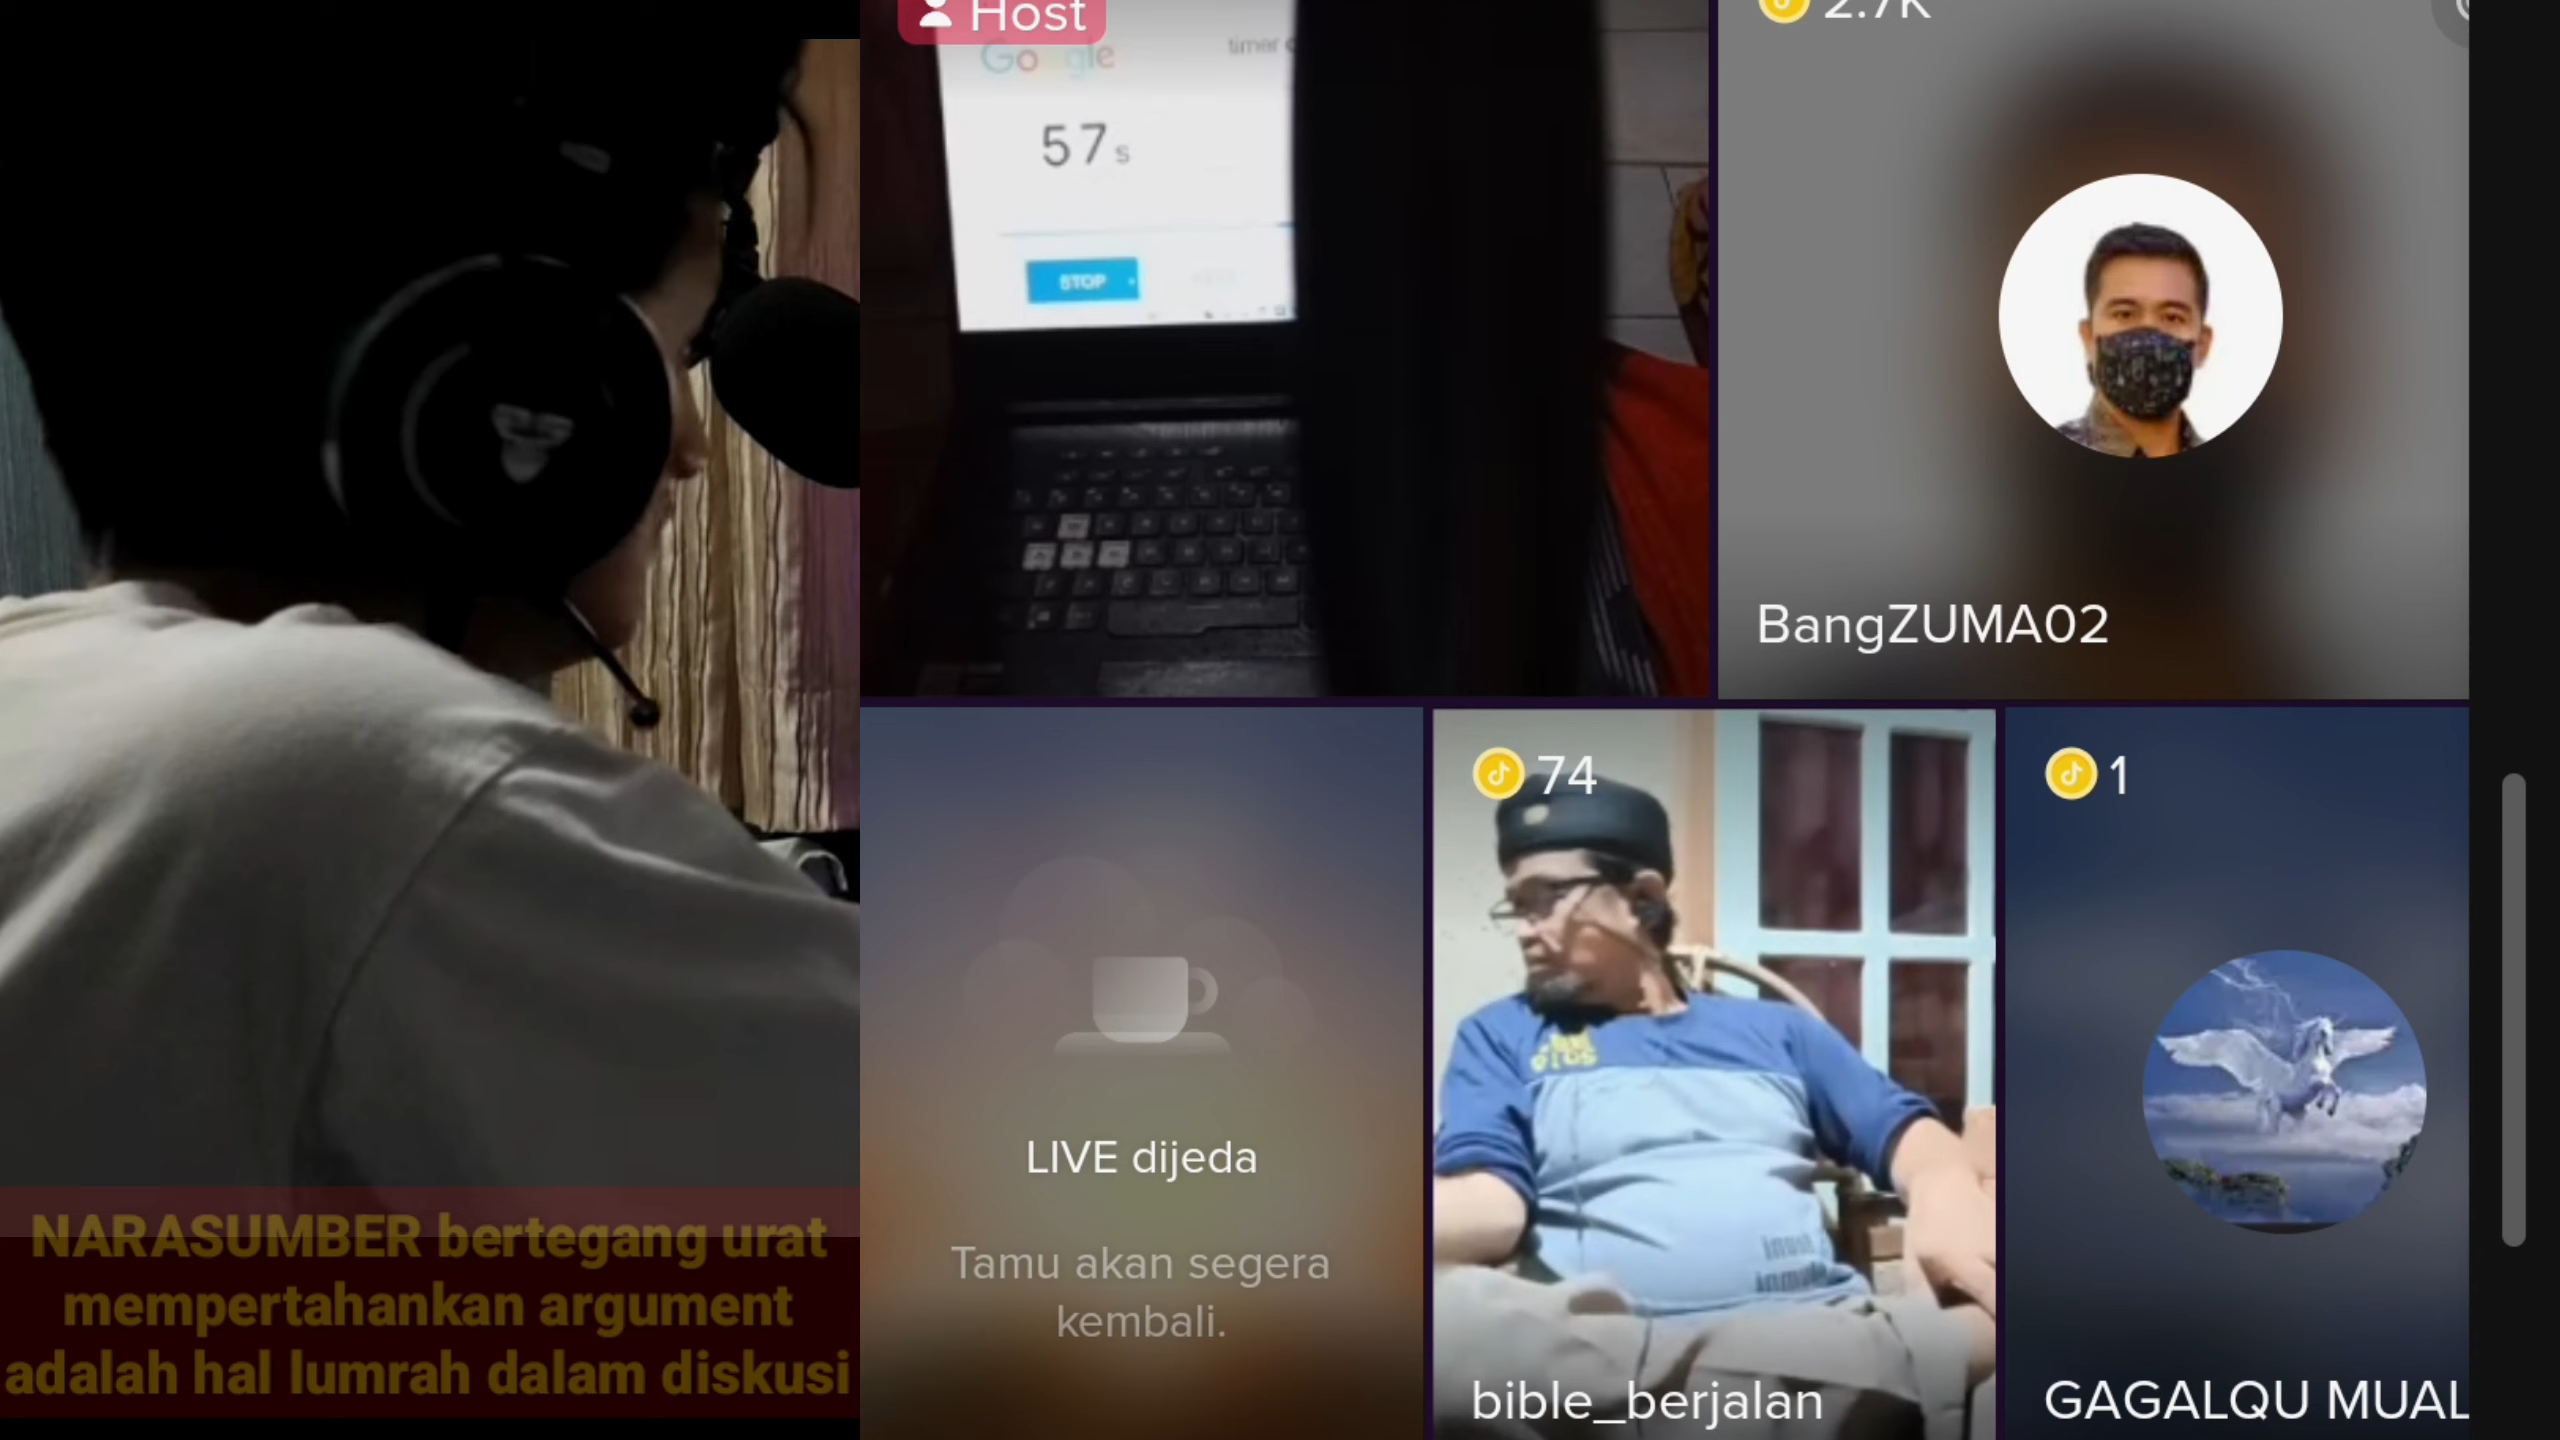 Host
2.7K
Google
timer
57s
STOP
BangZUMA02
74
1
LIVE dijeda
Tamu akan segera
kembali.
bible_berjalan
GAGALQU MUAL
NARASUMBER bertegang urat
mempertahankan argument
adalah hal lumrah dalam diskusi